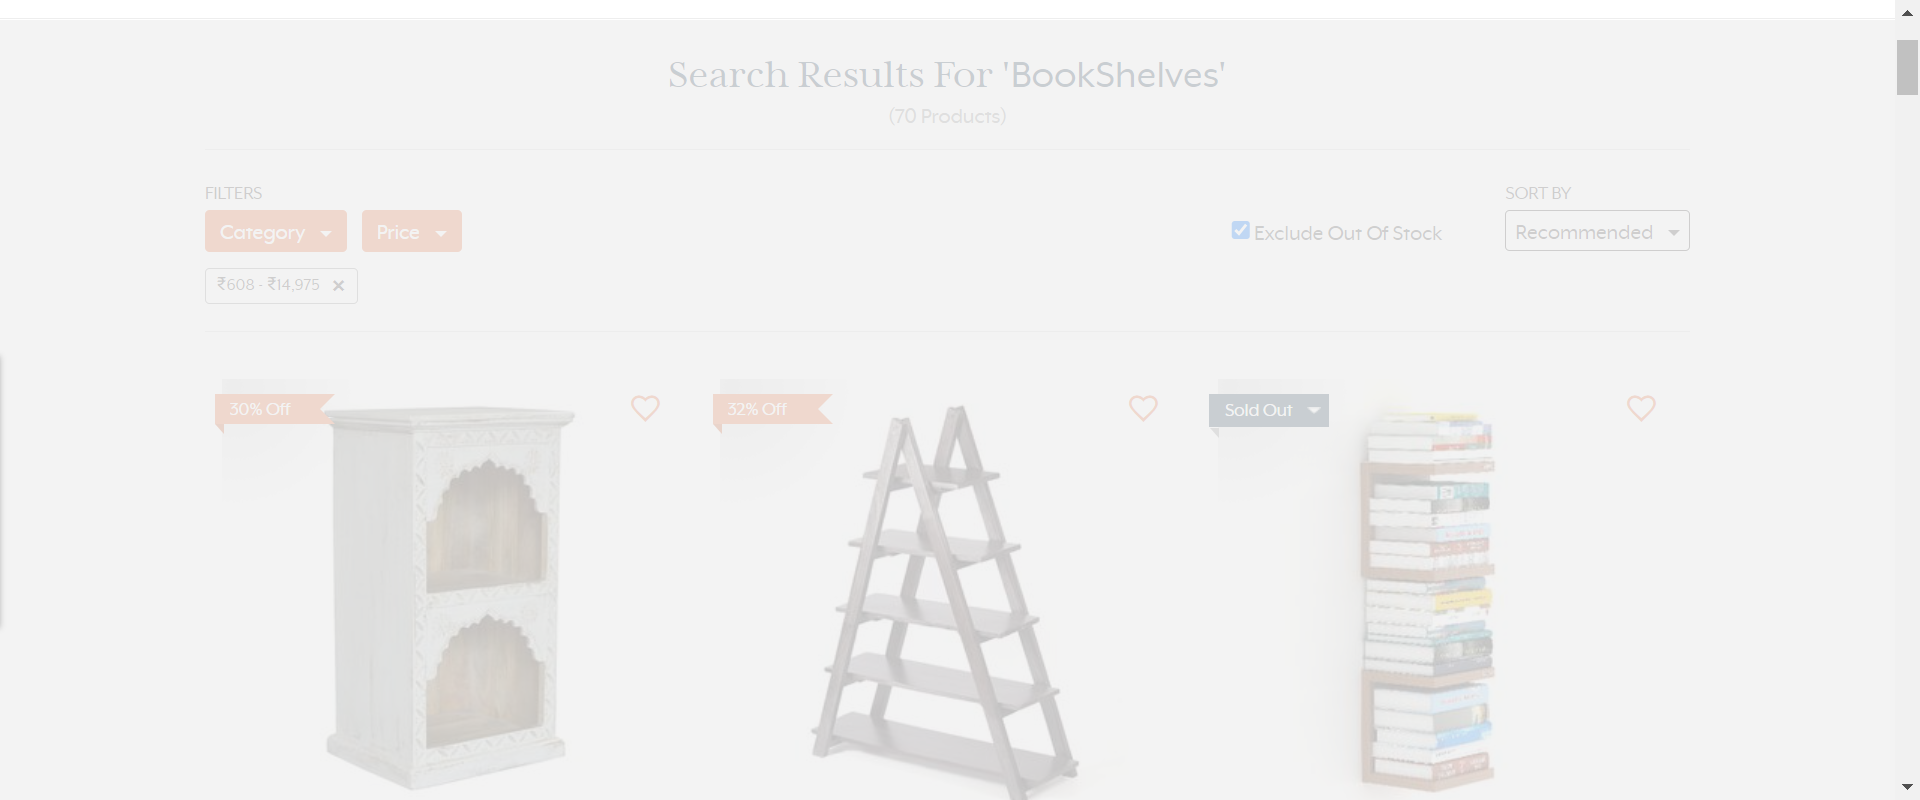 Search Results For 'BookShelves'
(70 Products)
FILTERS
SORT BY
Category
Price
Exclude Out Of Stock
Recommended
₹608 - ₹14,975 ✕
30% Off
32% Off
Sold Out